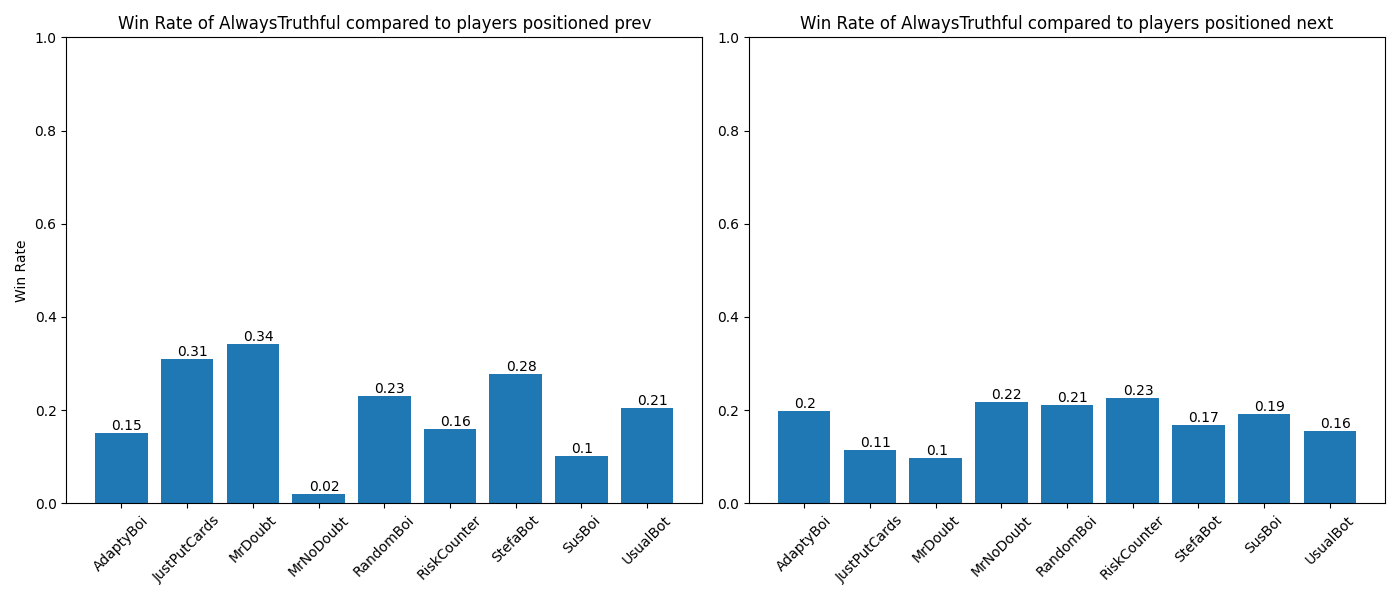 Win Rate of AlwaysTruthful compared to players positioned prev
1.0
0.8
0.6
0.4
0.2
0.0
Win Rate
0.15
0.31
0.34
0.02
0.23
0.16
0.28
0.1
0.21
AdaptyBoi
JustPutCards
MrDoubt
MrNoDoubt
RandomBoi
RiskCounter
StefaBot
SusBoi
UsualBot
Win Rate of AlwaysTruthful compared to players positioned next
1.0
0.8
0.6
0.4
0.2
0.0
0.2
0.11
0.1
0.22
0.21
0.23
0.17
0.19
0.16
AdaptyBoi
JustPutCards
MrDoubt
MrNoDoubt
RandomBoi
RiskCounter
StefaBot
SusBoi
UsualBot